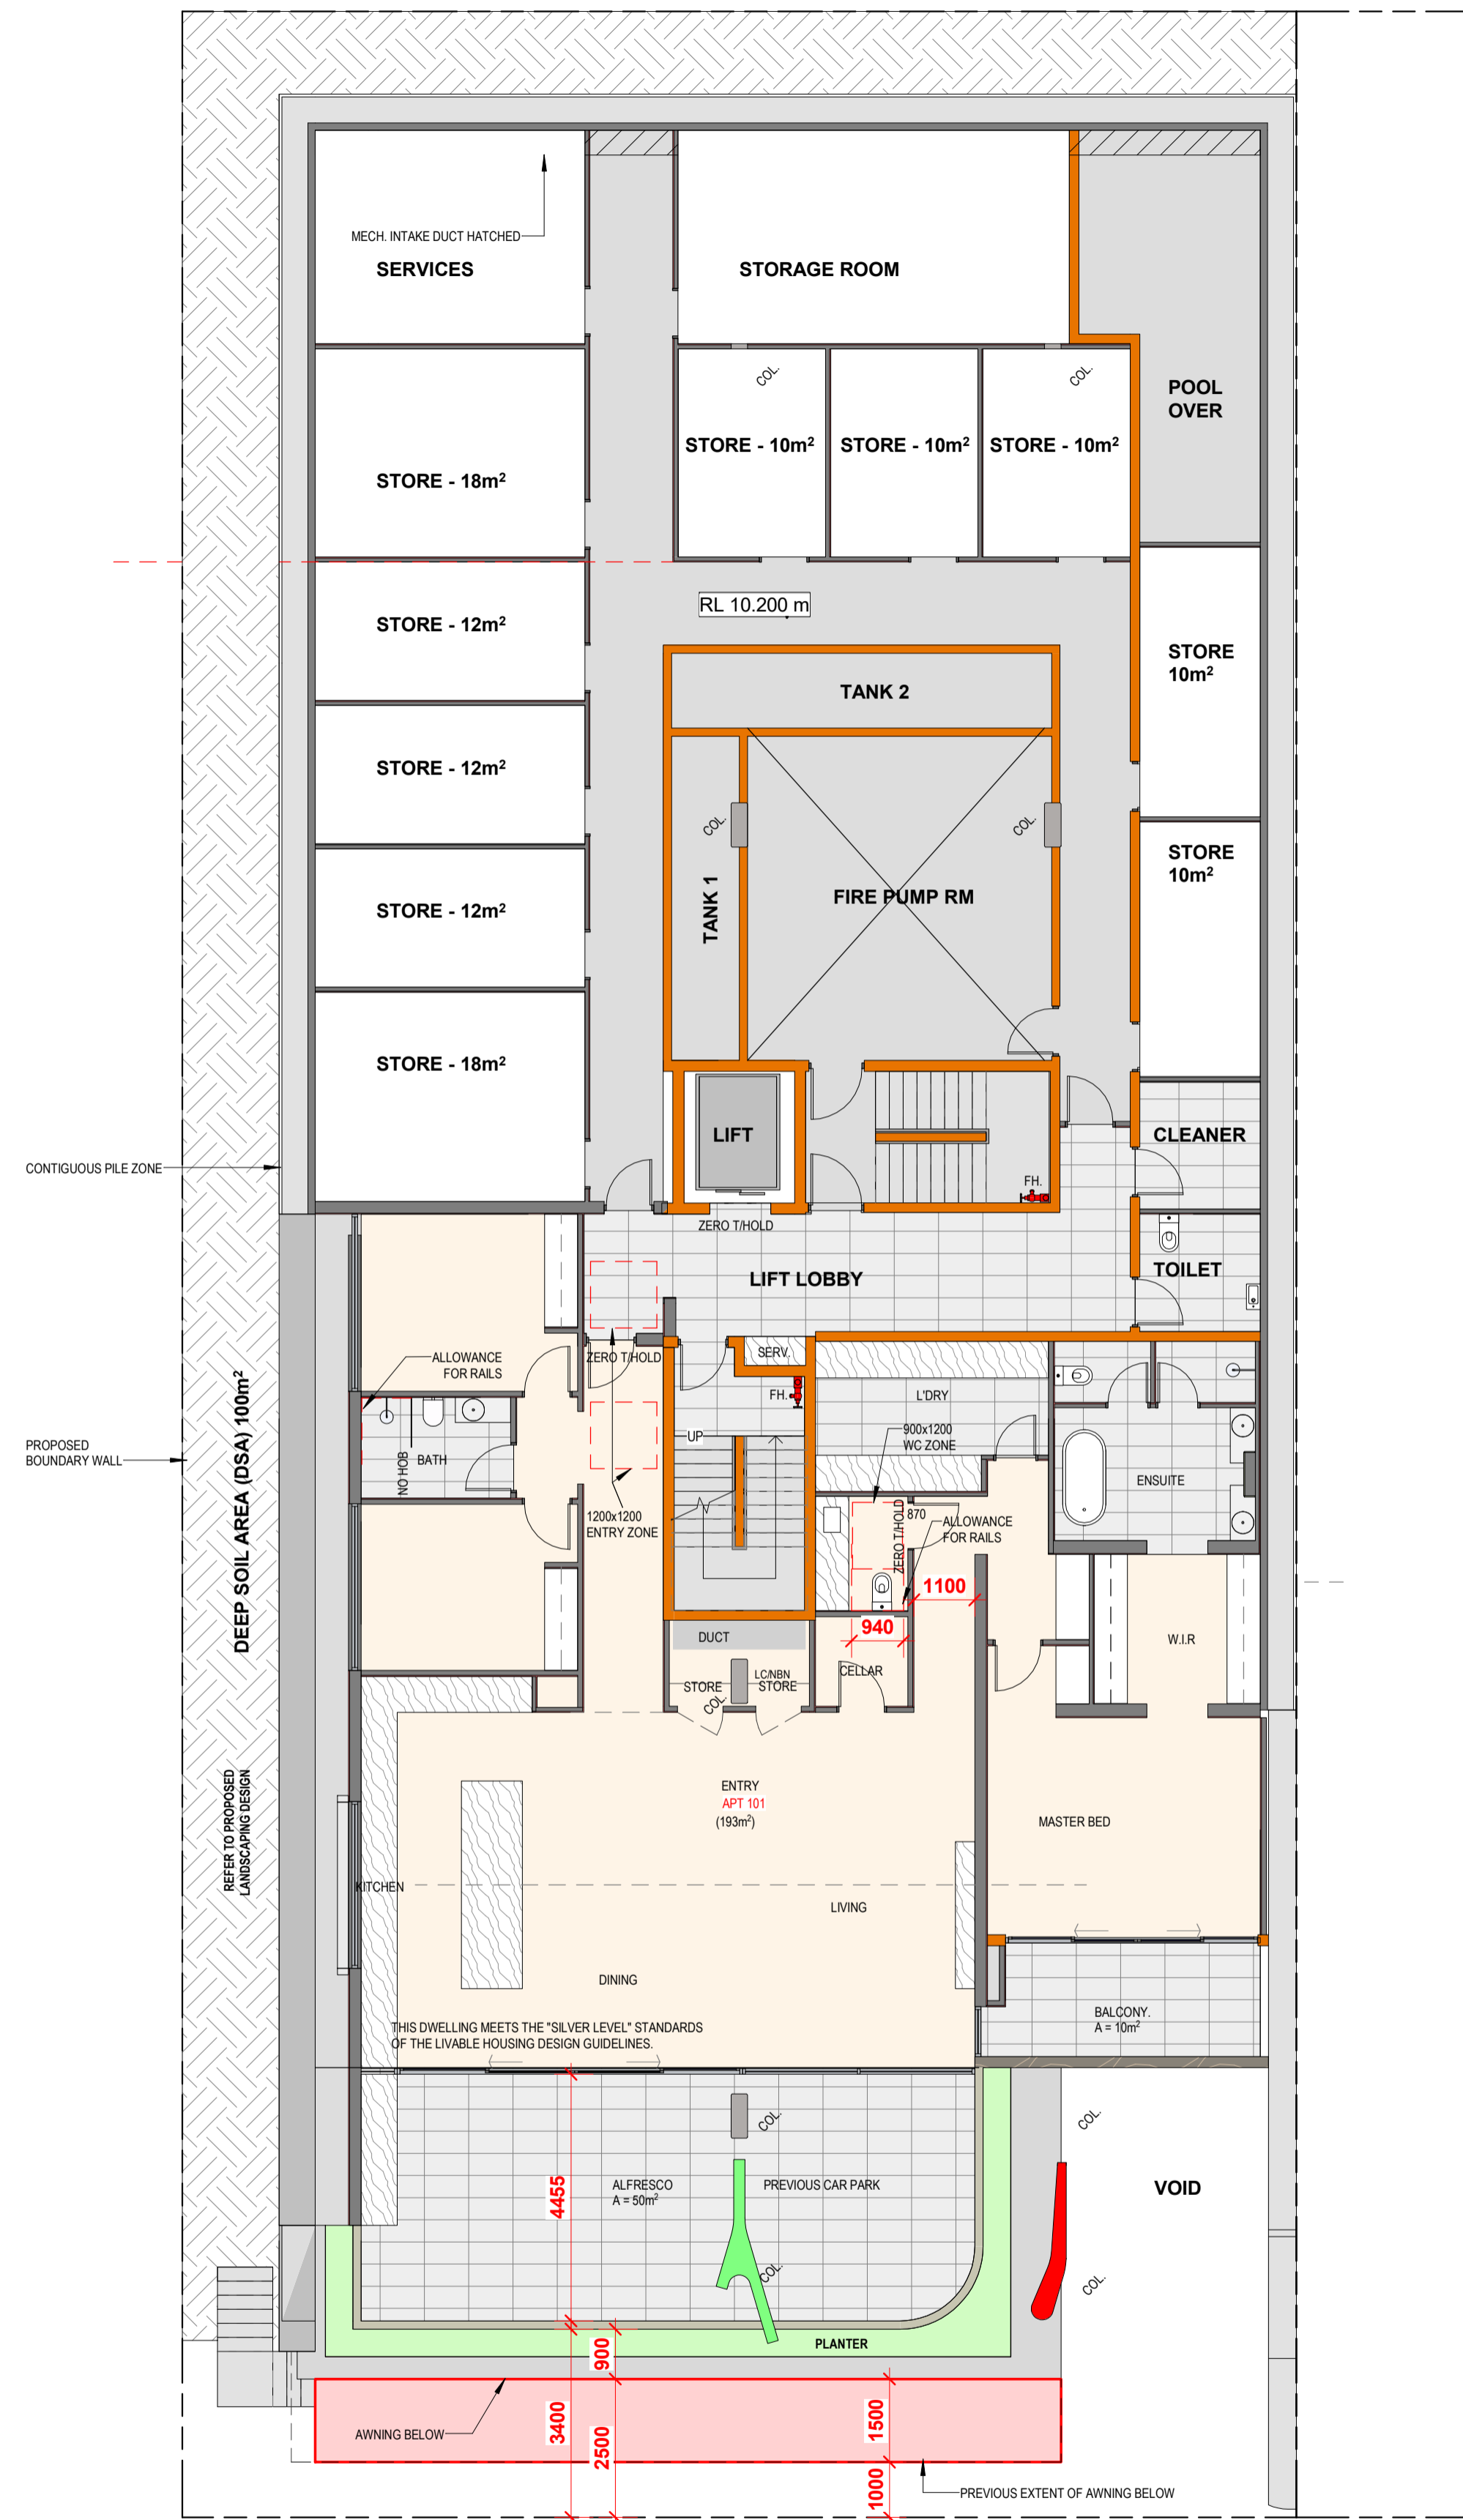 MECH. INTAKE DUCT HATCHED
SERVICES
STORAGE ROOM
POOL
OVER
COL.
COL.
STORE - 10m²
STORE - 10m²
STORE - 10m²
STORE - 18m²
RL 10.200 m
STORE - 12m²
STORE
10m²
TANK 2
STORE - 12m²
COL.
COL.
STORE
10m²
TANK 1
FIRE PUMP RM
STORE - 12m²
STORE - 18m²
LIFT
CLEANER
CONTIGUOUS PILE ZONE
FH.
ZERO T/HOLD
LIFT LOBBY
TOILET
ALLOWANCE
FOR RAILS
ZERO T/HOLD
SERV.
FH.
L'DRY
UP
900x1200
WC ZONE
PROPOSED
BOUNDARY WALL
DEEP SOIL AREA (DSA) 100m²
NO HOB
BATH
ENSUITE
1200x1200
ENTRY ZONE
ZERO T/HOLD
870
ALLOWANCE
FOR RAILS
1100
940
DUCT
W.I.R
STORE
COL.
LC/NBN
STORE
CELLAR
REFER TO PROPOSED
LANDSCAPING DESIGN
ENTRY
APT 101
(193m²)
MASTER BED
KITCHEN
LIVING
DINING
BALCONY.
A = 10m²
THIS DWELLING MEETS THE "SILVER LEVEL" STANDARDS
OF THE LIVABLE HOUSING DESIGN GUIDELINES.
COL.
COL.
4455
ALFRESCO
A = 50m²
PREVIOUS CAR PARK
VOID
COL.
COL.
PLANTER
900
3400
2500
1500
AWNING BELOW
1000
PREVIOUS EXTENT OF AWNING BELOW